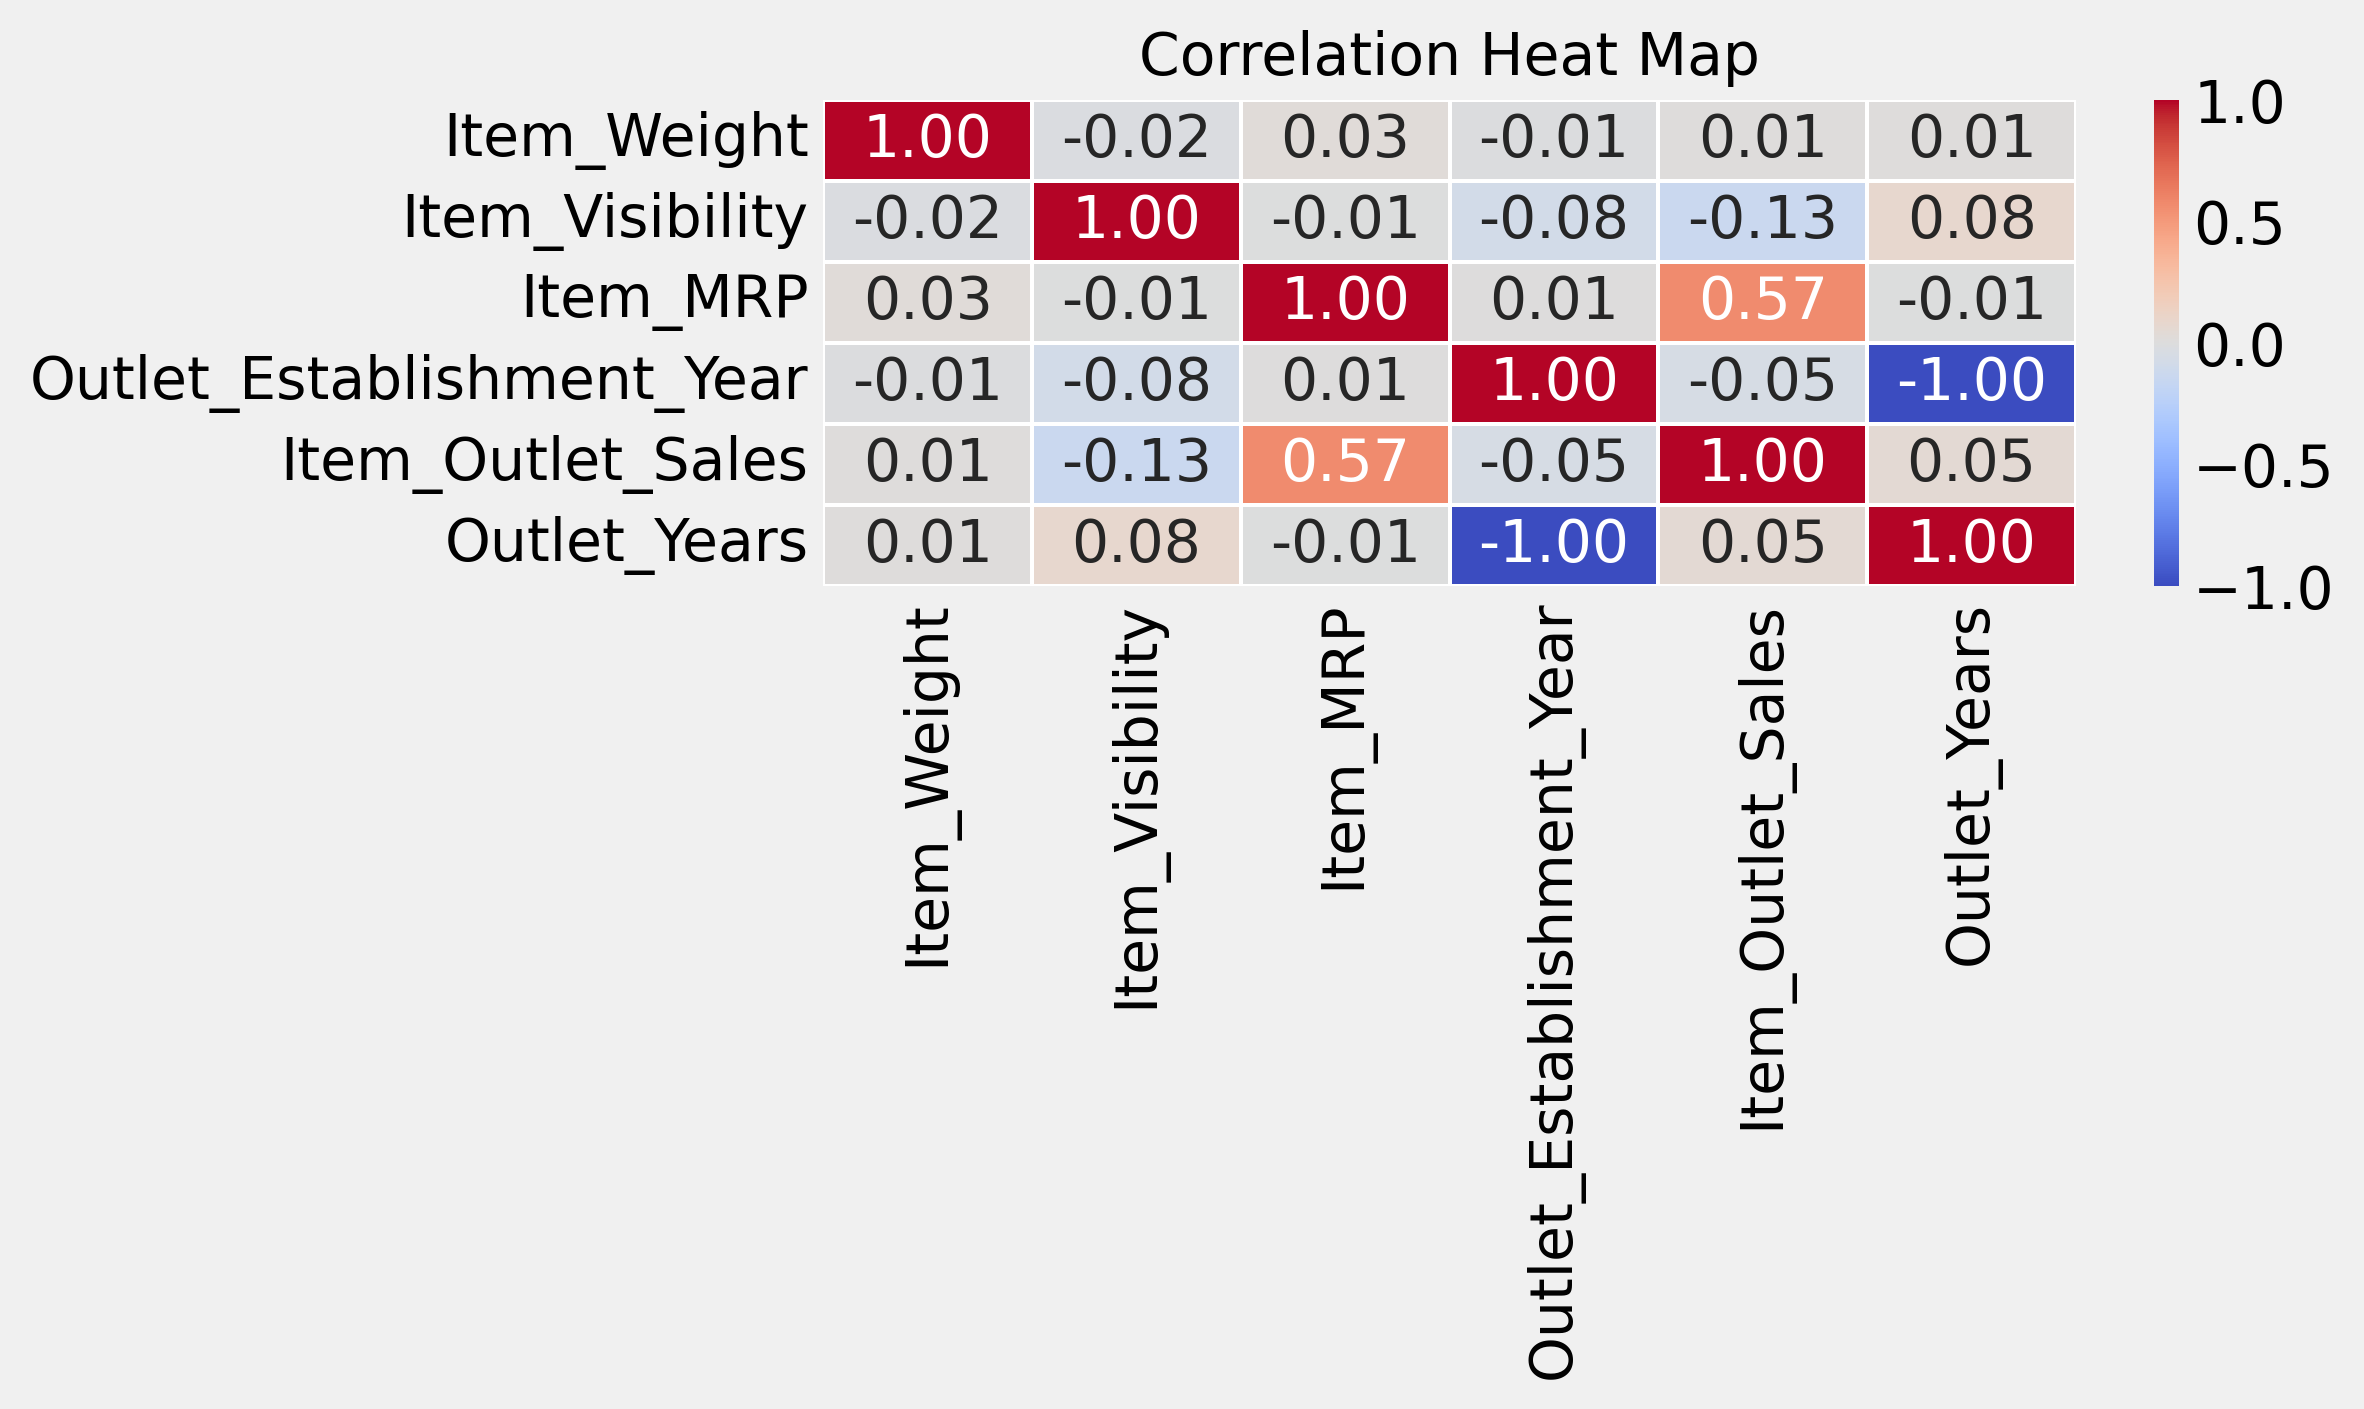 Correlation Heat Map
Item_Weight 1.00 -0.02 0.03 -0.01 0.01 0.01
Item_Visibility -0.02 1.00 -0.01 -0.08 -0.13 0.08
Item_MRP 0.03 -0.01 1.00 0.01 0.57 -0.01
Outlet_Establishment_Year -0.01 -0.08 0.01 1.00 -0.05 -1.00
Item_Outlet_Sales 0.01 -0.13 0.57 -0.05 1.00 0.05
Outlet_Years 0.01 0.08 -0.01 -1.00 0.05 1.00
Item_Weight
Item_Visibility
Item_MRP
Outlet_Establishment_Year
Item_Outlet_Sales
Outlet_Years
1.0
0.5
0.0
−0.5
−1.0